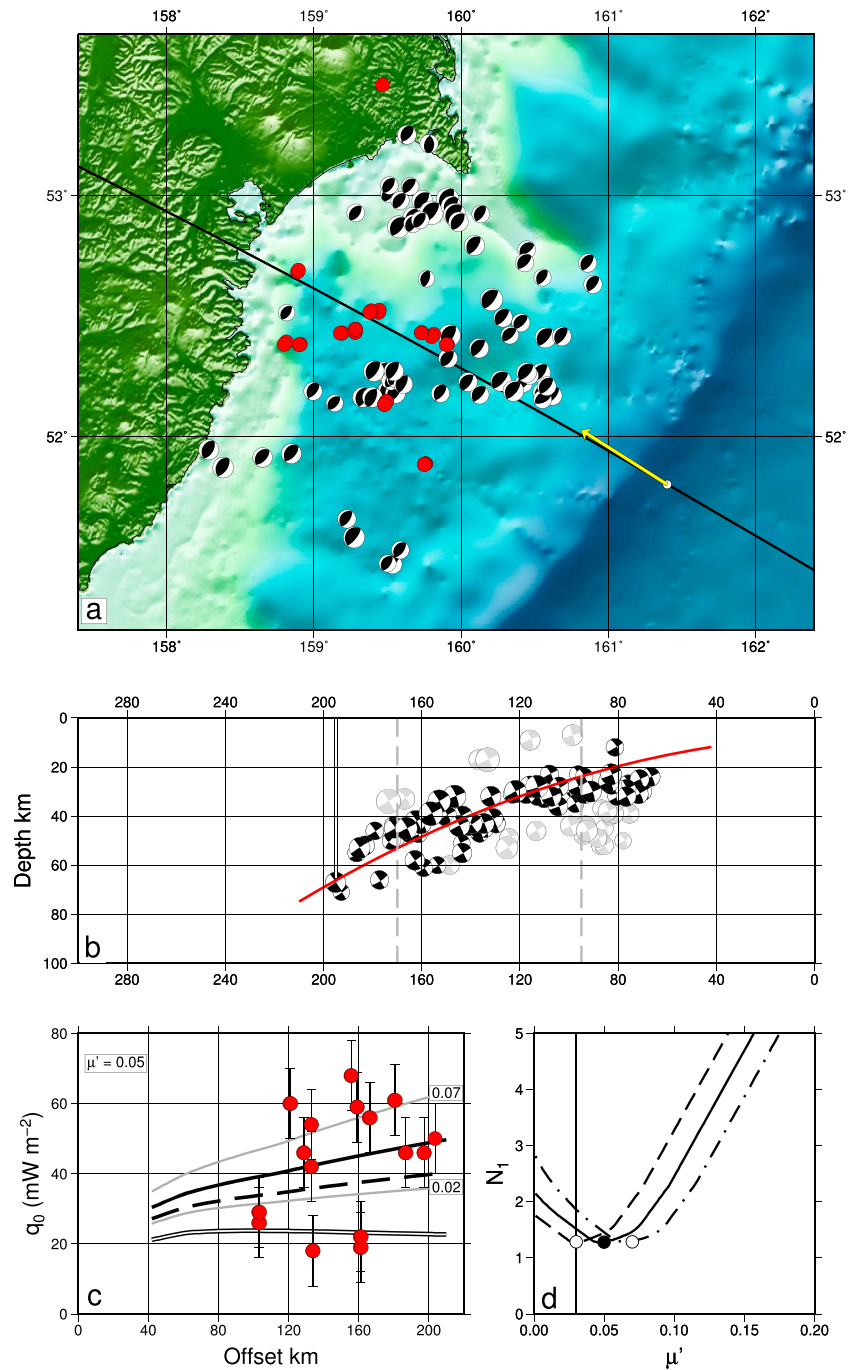 158˚ 159˚ 160˚ 161˚ 162˚
53˚ 53˚
52˚ 52˚
a
158˚ 159˚ 160˚ 161˚ 162˚
280 240 200 160 120 80 40 0
0
20
40
60
80
100
Depth km
b
280 240 200 160 120 80 40 0
80
60
40
20
0
q0 (mW m−2)
μ' = 0.05
0.07
0.02
c
0 40 80 120 160 200
Offset km
5
4
3
2
1
0
N1
d
0.00 0.05 0.10 0.15 0.20
μ'